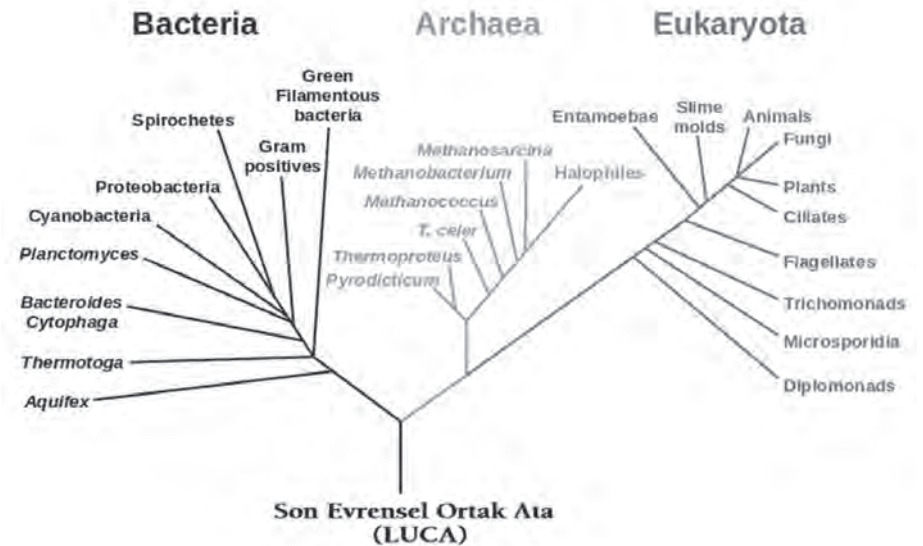 Bacteria
Archaea
Eukaryota
Green
Filamentous
bacteria
Spirochetes
Gram
positives
Proteobacteria
Cyanobacteria
Planctomyces
Bacteroides
Cytophaga
Thermotoga
Aquifex
Methanosarcina
Methanobacterium
Halophiles
Methanococcus
T. celer
Thermoproteus
Pyrodicticum
Entamoebae
Slime
molds
Animals
Fungi
Plants
Ciliates
Flagellates
Trichomonads
Microsporidia
Diplomonads
Son Evrensel Ortak Ata
(LUCA)